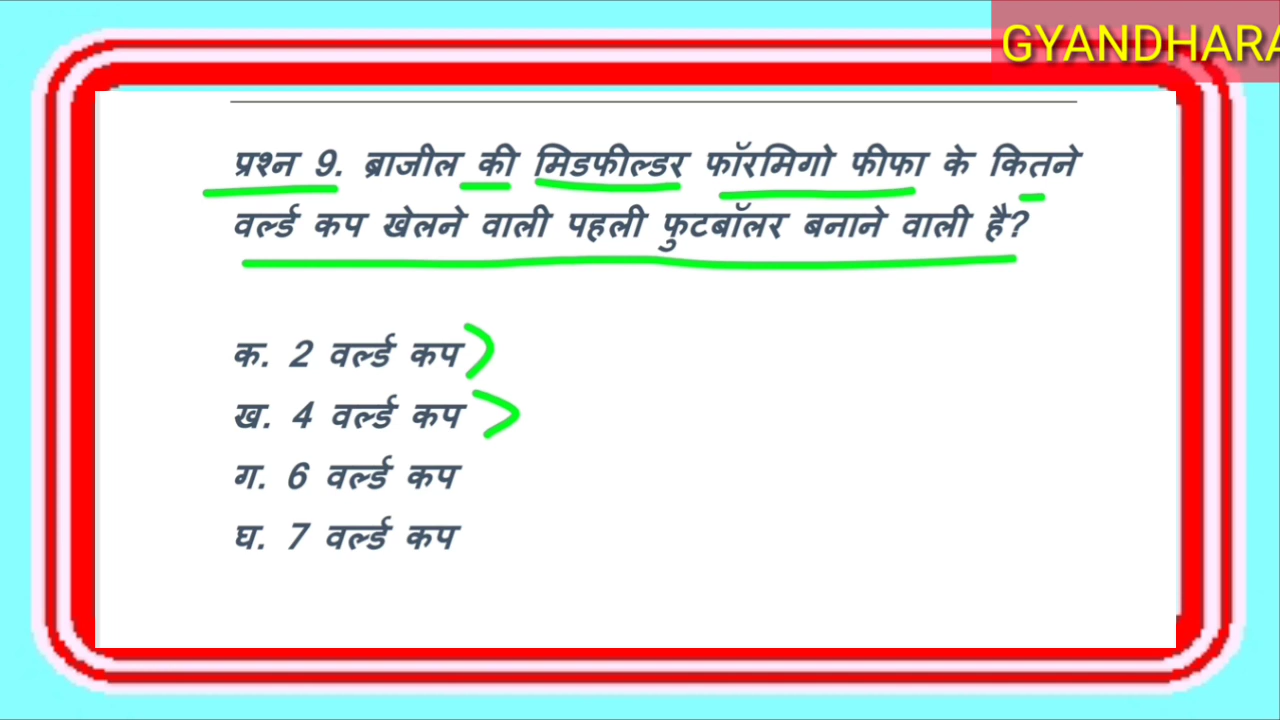 GYANDHARA
प्रश्न 9. ब्राजील की मिडफील्डर फॉरमिगो फीफा के कितने
वर्ल्ड कप खेलने वाली पहली फुटबॉलर बनाने वाली है?
क. 2 वर्ल्ड कप
ख. 4 वर्ल्ड कप
ग. 6 वर्ल्ड कप
घ. 7 वर्ल्ड कप